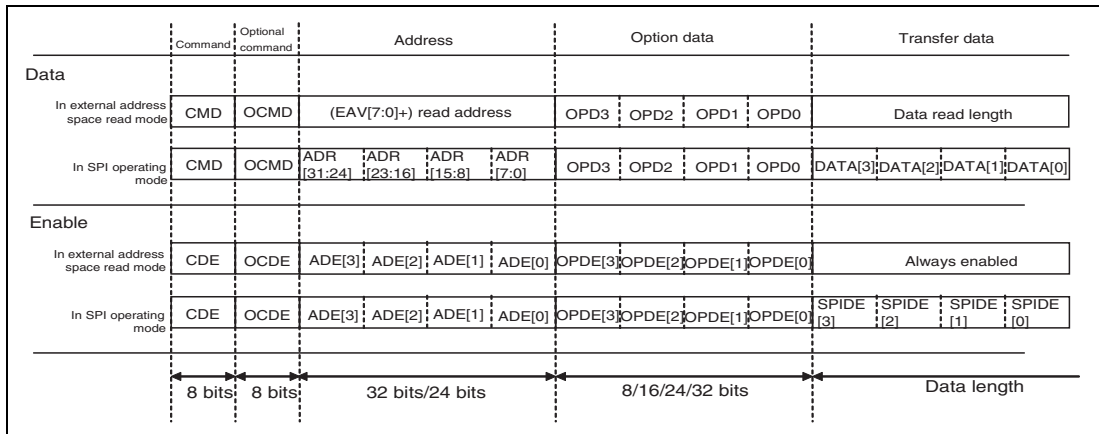 Command Optional command Address Option data Transfer data
Data
In external address space read mode CMD OCMD (EAV[7:0]+) read address OPD3 OPD2 OPD1 OPD0 Data read length
In SPI operating mode CMD OCMD ADR [31:24] ADR [23:16] ADR [15:8] ADR [7:0] OPD3 OPD2 OPD1 OPD0 DATA[3] DATA[2] DATA[1] DATA[0]
Enable
In external address space read mode CDE OCDE ADE[3] ADE[2] ADE[1] ADE[0] OPDE[3] OPDE[2] OPDE[1] OPDE[0] Always enabled
In SPI operating mode CDE OCDE ADE[3] ADE[2] ADE[1] ADE[0] OPDE[3] OPDE[2] OPDE[1] OPDE[0] SPIDE [3] SPIDE [2] SPIDE [1] SPIDE [0]
8 bits 8 bits 32 bits/24 bits 8/16/24/32 bits Data length